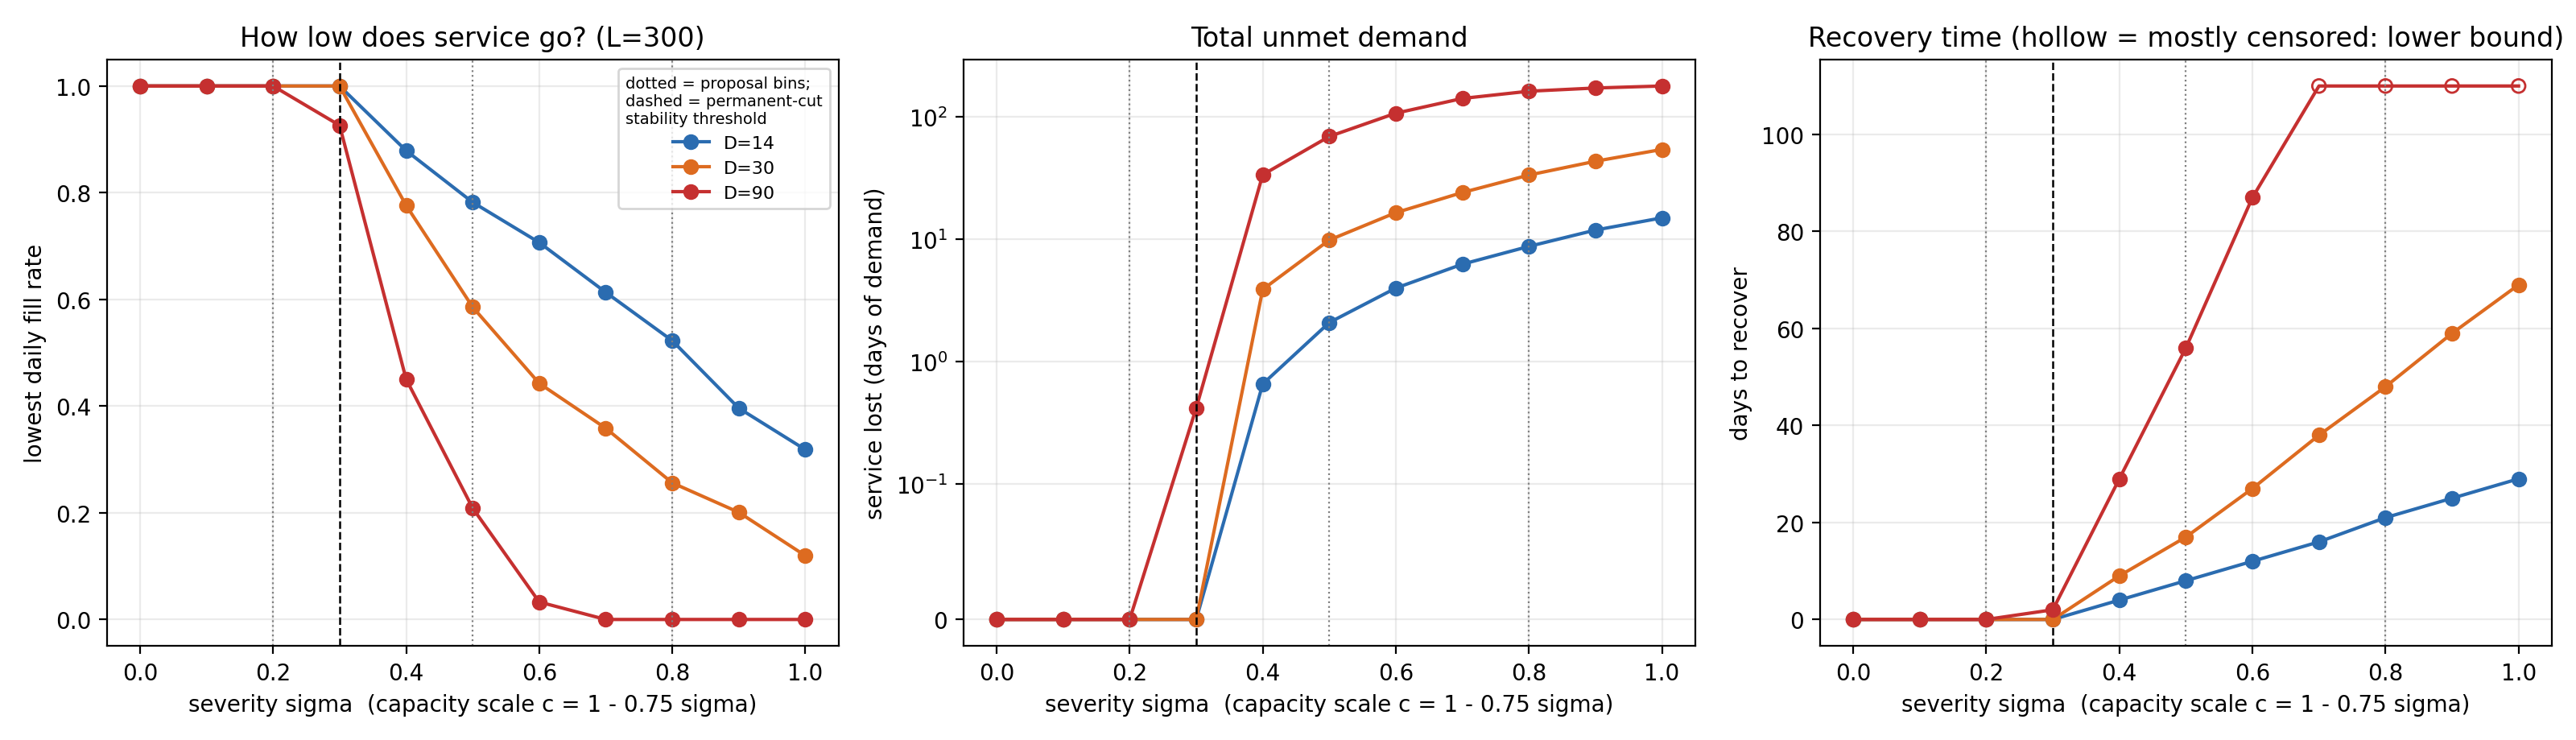 How low does service go? (L=300)
lowest daily fill rate
1.0
0.8
0.6
0.4
0.2
0.0
dotted = proposal bins;
dashed = permanent-cut
stability threshold
D=14
D=30
D=90
0.0 0.2 0.4 0.6 0.8 1.0
severity sigma (capacity scale c = 1 - 0.75 sigma)
Total unmet demand
service lost (days of demand)
10²
10¹
10⁰
10⁻¹
0
0.0 0.2 0.4 0.6 0.8 1.0
severity sigma (capacity scale c = 1 - 0.75 sigma)
Recovery time (hollow = mostly censored: lower bound)
days to recover
100
80
60
40
20
0
0.0 0.2 0.4 0.6 0.8 1.0
severity sigma (capacity scale c = 1 - 0.75 sigma)